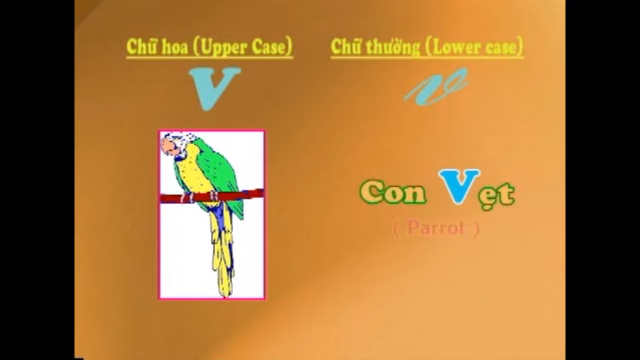 Chữ hoa (Upper Case) Chữ thường (Lower case)
V v
Con Vẹt
( Parrot )